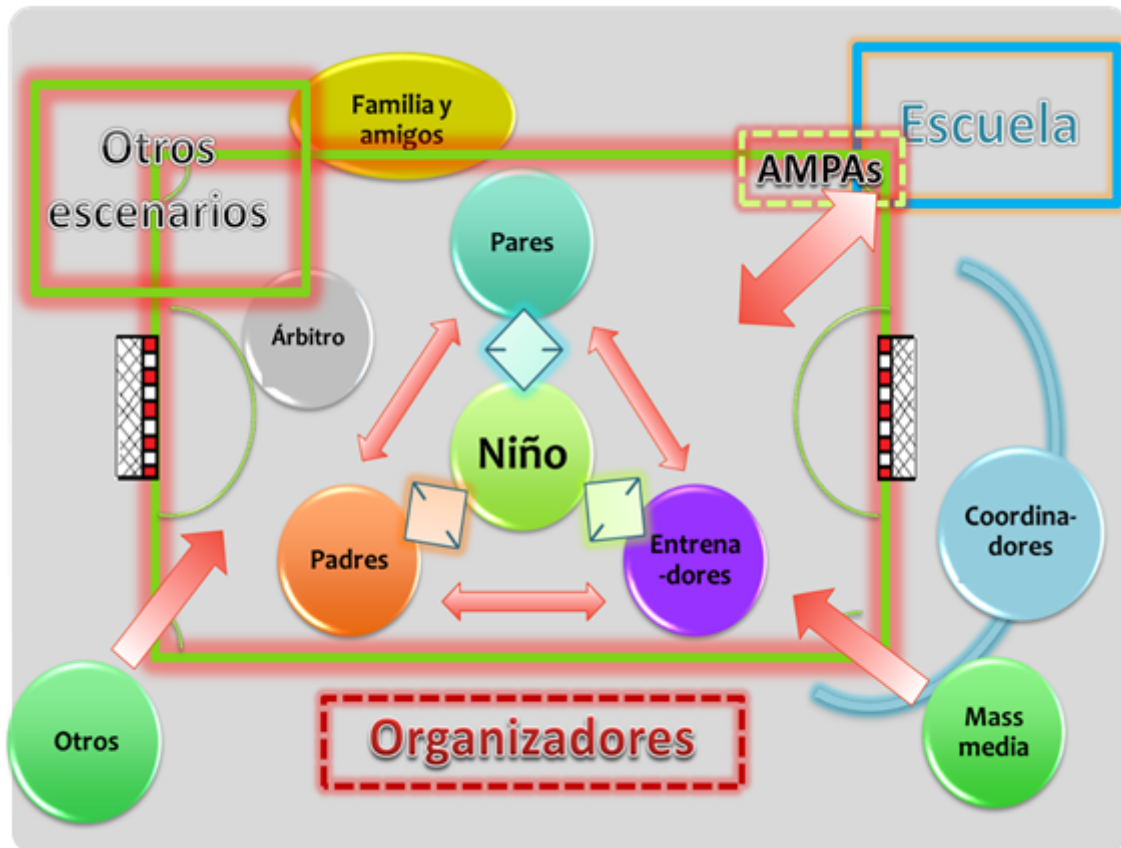 Familia y
amigos
Otros
escenarios
Escuela
AMPAs
Pares
Árbitro
Niño
Padres
Entrena
-dores
Coordina-
dores
Otros
Organizadores
Mass
media